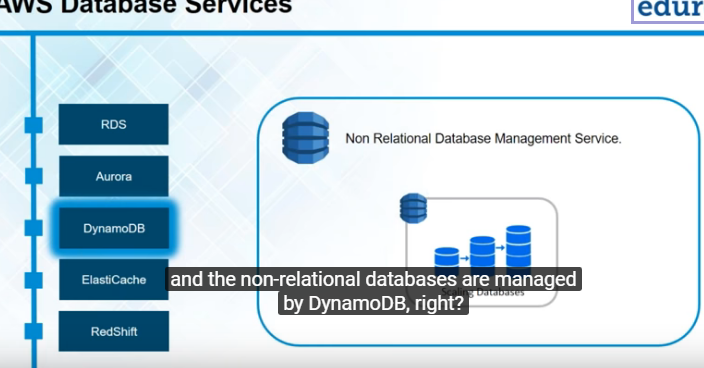 AWS Database Services
edur
RDS
Aurora
DynamoDB
ElastiCache
RedShift
Non Relational Database Management Service.
Scaling Databases
and the non-relational databases are managed
by DynamoDB, right?